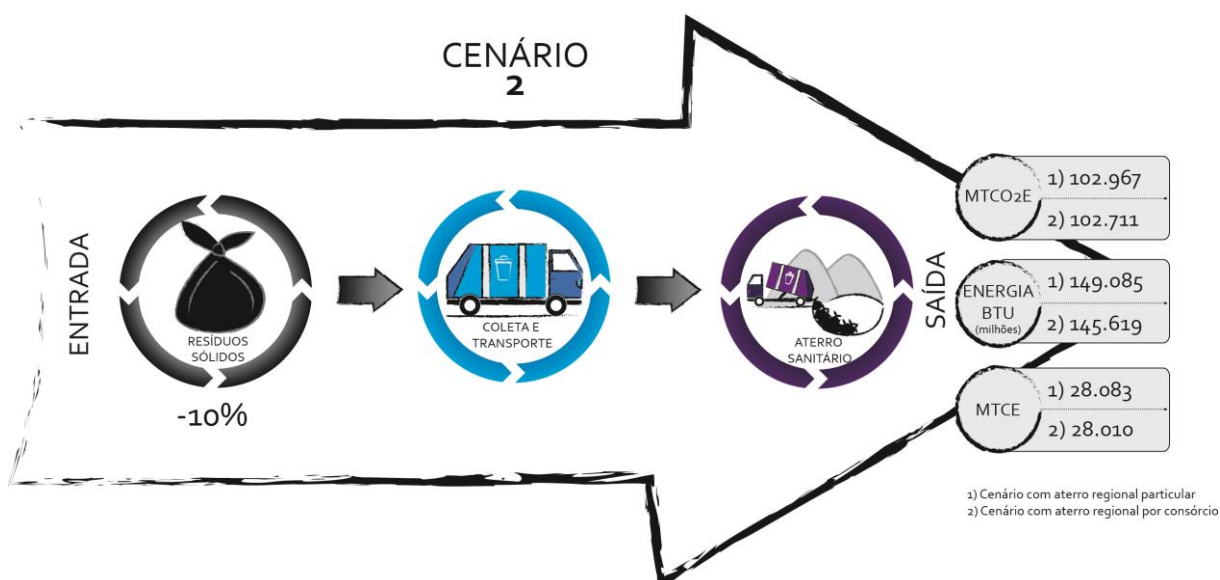 CENÁRIO
2
ENTRADA
RESÍDUOS
SÓLIDOS
-10%
COLETA E
TRANSPORTE
ATERRO
SANITÁRIO
SAÍDA
MTCO2E
1) 102.967
2) 102.711
ENERGIA
BTU
(milhões)
1) 149.085
2) 145.619
MTCE
1) 28.083
2) 28.010
1) Cenário com aterro regional particular
2) Cenário com aterro regional por consórcio